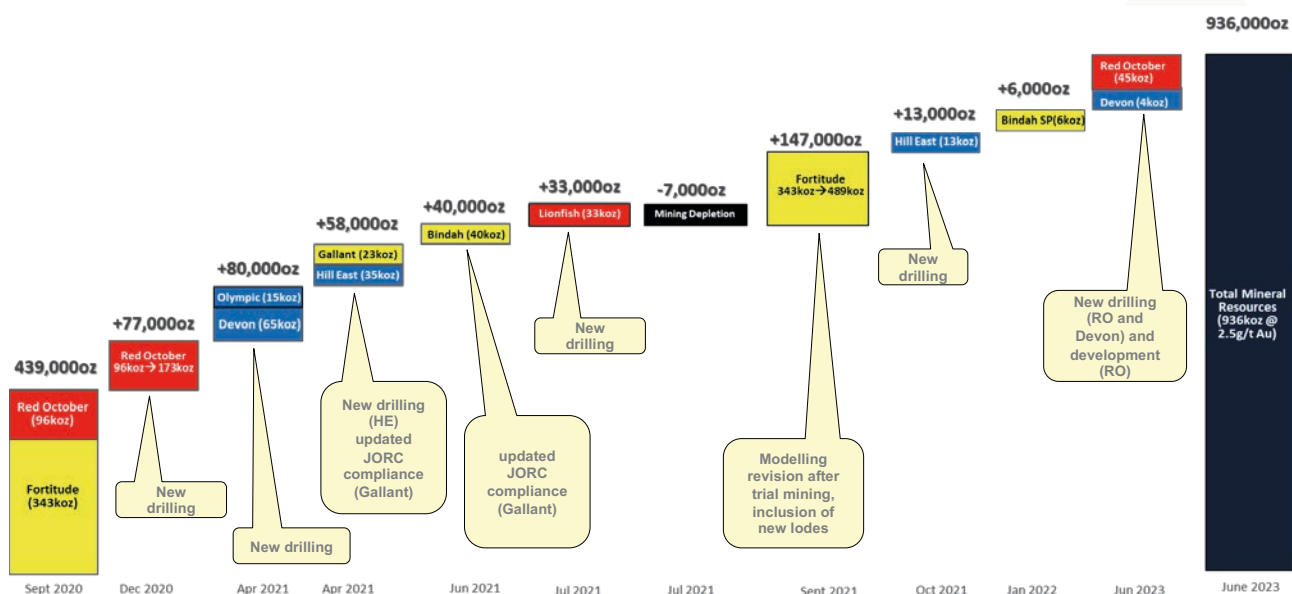 936,000oz
439,000oz
Red October
(96koz)
Fortitude
(343koz)
Sept 2020
+77,000oz
Red October
96koz→173koz
New
drilling
Dec 2020
+80,000oz
Olympic (15koz)
Devon (65koz)
New drilling
Apr 2021
+58,000oz
Gallant (23koz)
Hill East (35koz)
New drilling
(HE)
updated
JORC
compliance
(Gallant)
Apr 2021
+40,000oz
Bindah (40koz)
updated
JORC
compliance
(Gallant)
Jun 2021
+33,000oz
Lionfish (33koz)
New
drilling
Jul 2021
-7,000oz
Mining Depletion
Jul 2021
+147,000oz
Fortitude
343koz→489koz
Modelling
revision after
trial mining,
inclusion of
new lodes
Sept 2021
+13,000oz
Hill East (13koz)
New
drilling
Oct 2021
+6,000oz
Bindah SP(6koz)
Jan 2022
Red October
(45koz)
Devon (4koz)
New drilling
(RO and
Devon) and
development
(RO)
Jun 2023
Total Mineral
Resources
(936koz @
2.5g/t Au)
June 2023